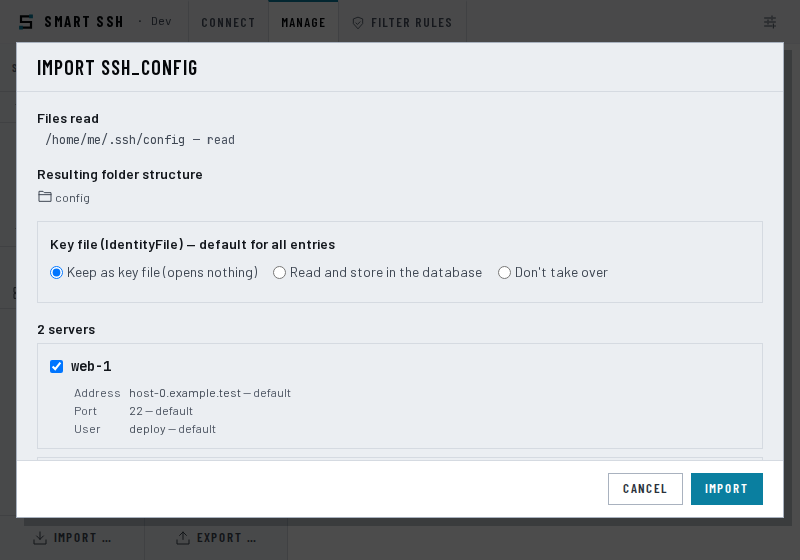 SMART SSH · Dev CONNECT MANAGE FILTER RULES
IMPORT SSH_CONFIG
Files read
/home/me/.ssh/config — read
Resulting folder structure
config
Key file (IdentityFile) — default for all entries
Keep as key file (opens nothing) Read and store in the database Don't take over
2 servers
web-1
Address host-0.example.test — default
Port 22 — default
User deploy — default
CANCEL IMPORT
IMPORT … EXPORT …